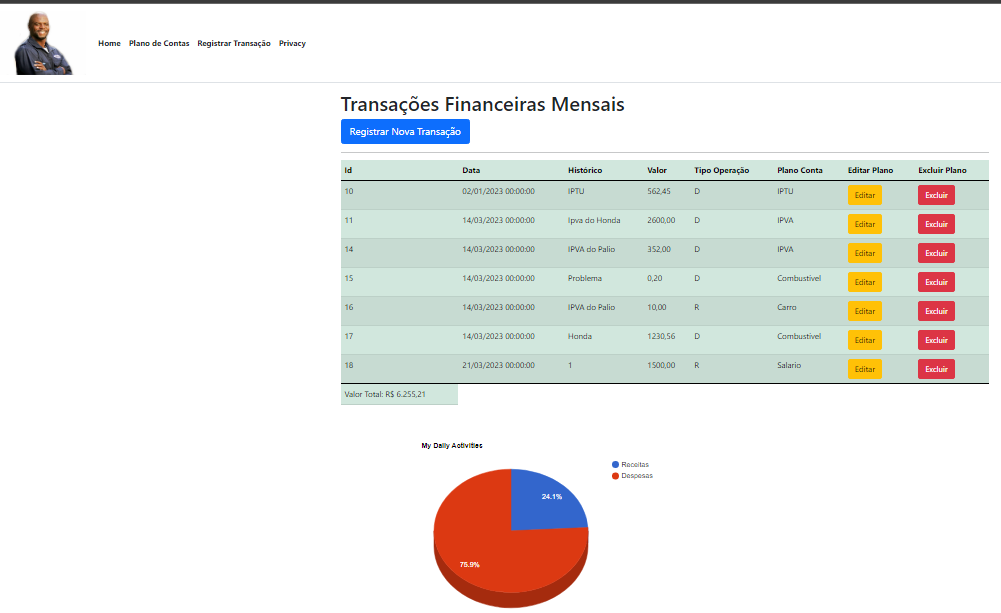 Home Plano de Contas Registrar Transação Privacy
Transações Financeiras Mensais
Registrar Nova Transação
Id Data Histórico Valor Tipo Operação Plano Conta Editar Plano Excluir Plano
10 02/01/2023 00:00:00 IPTU 562,45 D IPTU Editar Excluir
11 14/03/2023 00:00:00 Ipva do Honda 2600,00 D IPVA Editar Excluir
14 14/03/2023 00:00:00 IPVA do Palio 352,00 D IPVA Editar Excluir
15 14/03/2023 00:00:00 Problema 0,20 D Combustivel Editar Excluir
16 14/03/2023 00:00:00 IPVA do Palio 10,00 R Carro Editar Excluir
17 14/03/2023 00:00:00 Honda 1230,56 D Combustivel Editar Excluir
18 21/03/2023 00:00:00 1 1500,00 R Salario Editar Excluir
Valor Total: R$ 6.255,21
My Daily Activities
Receitas
Despesas
24.1%
75.9%